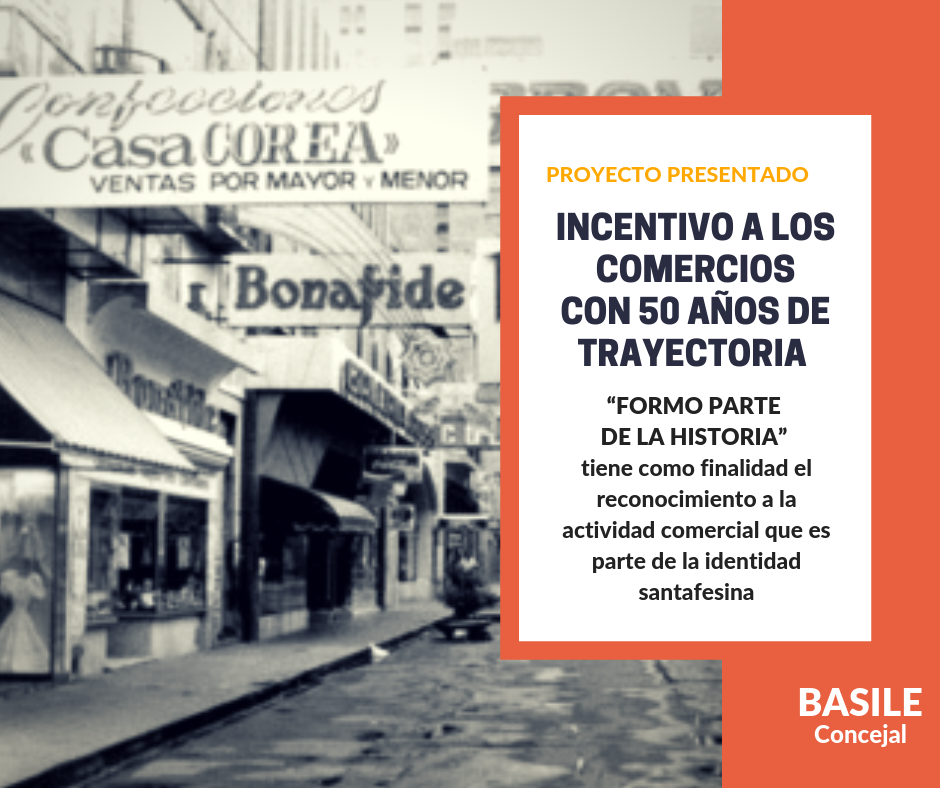 Confecciones
«Casa COREA»
VENTAS POR MAYOR Y MENOR
Bonafide
Bonafide
PROYECTO PRESENTADO
INCENTIVO A LOS
COMERCIOS
CON 50 AÑOS DE
TRAYECTORIA
“FORMO PARTE
DE LA HISTORIA”
tiene como finalidad el
reconocimiento a la
actividad comercial que es
parte de la identidad
santafesina
BASILE
Concejal